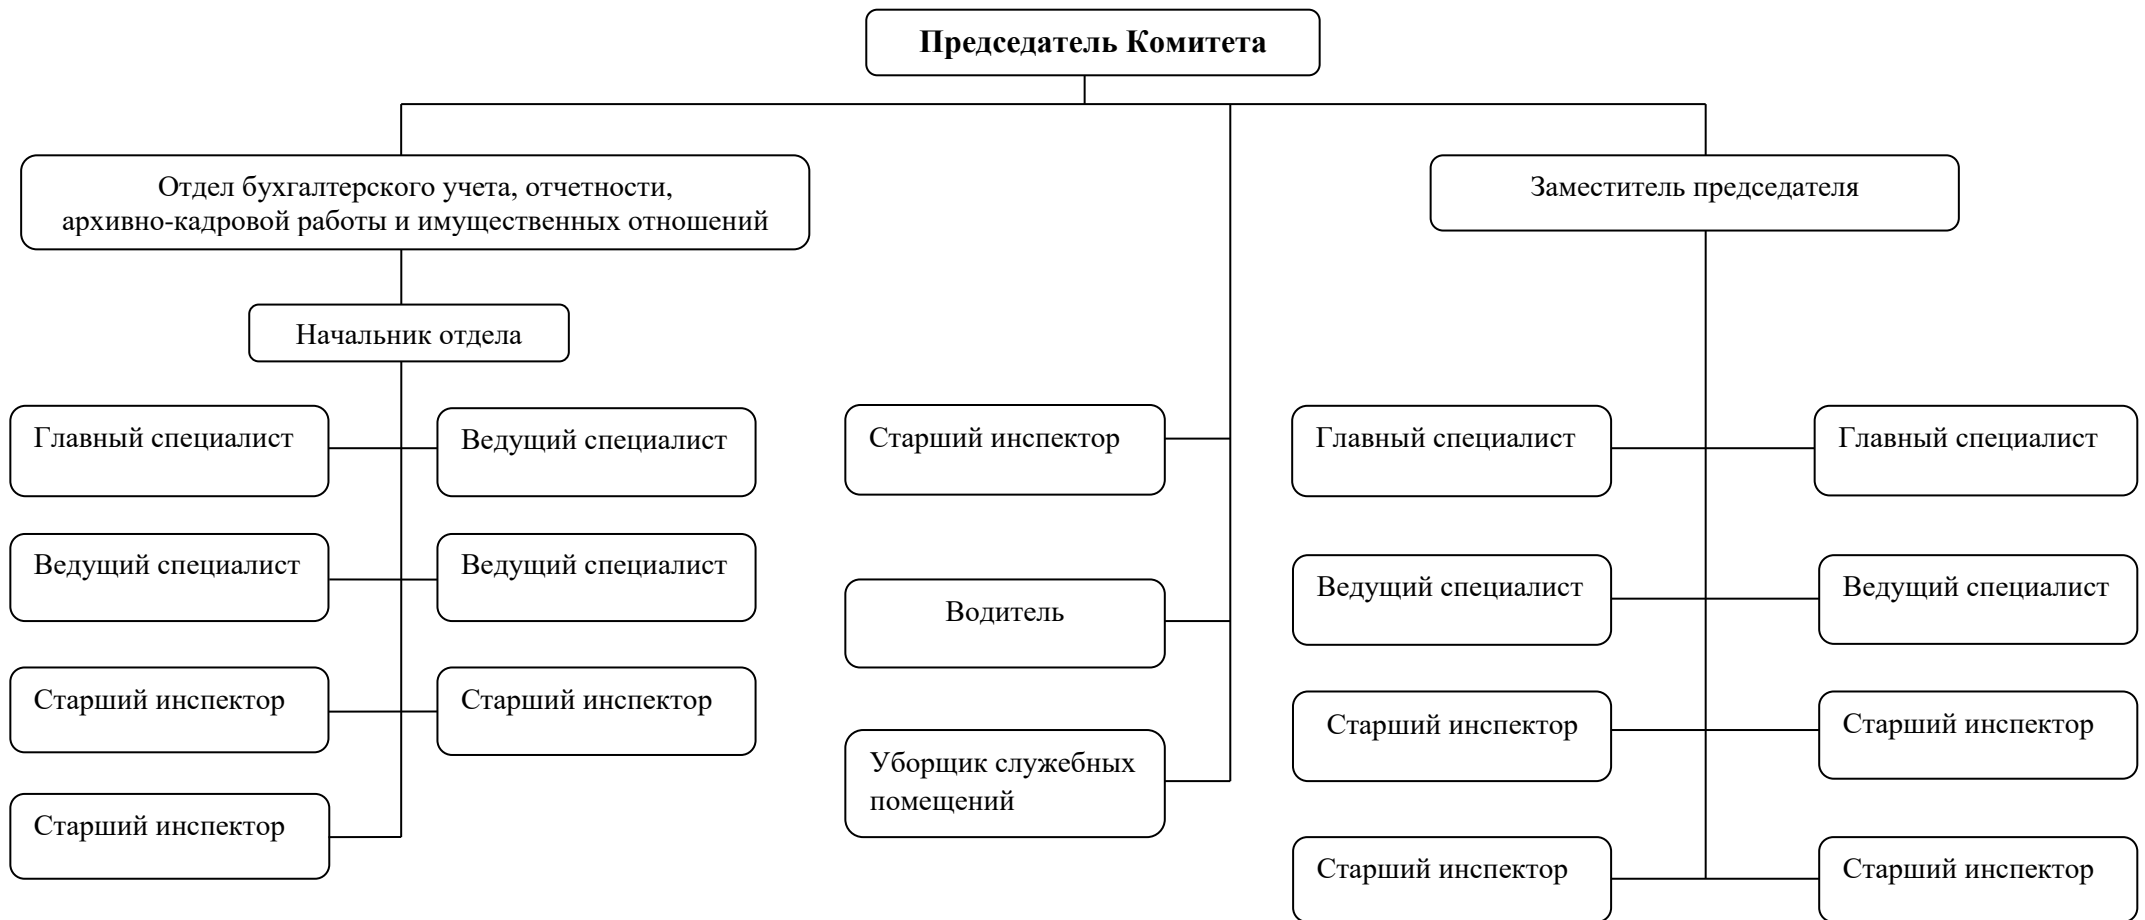 Председатель Комитета
Отдел бухгалтерского учета, отчетности,
архивно-кадровой работы и имущественных отношений
Заместитель председателя
Начальник отдела
Главный специалист
Ведущий специалист
Старший инспектор
Главный специалист
Главный специалист
Ведущий специалист
Ведущий специалист
Водитель
Ведущий специалист
Ведущий специалист
Старший инспектор
Старший инспектор
Уборщик служебных
помещений
Старший инспектор
Старший инспектор
Старший инспектор
Старший инспектор
Старший инспектор